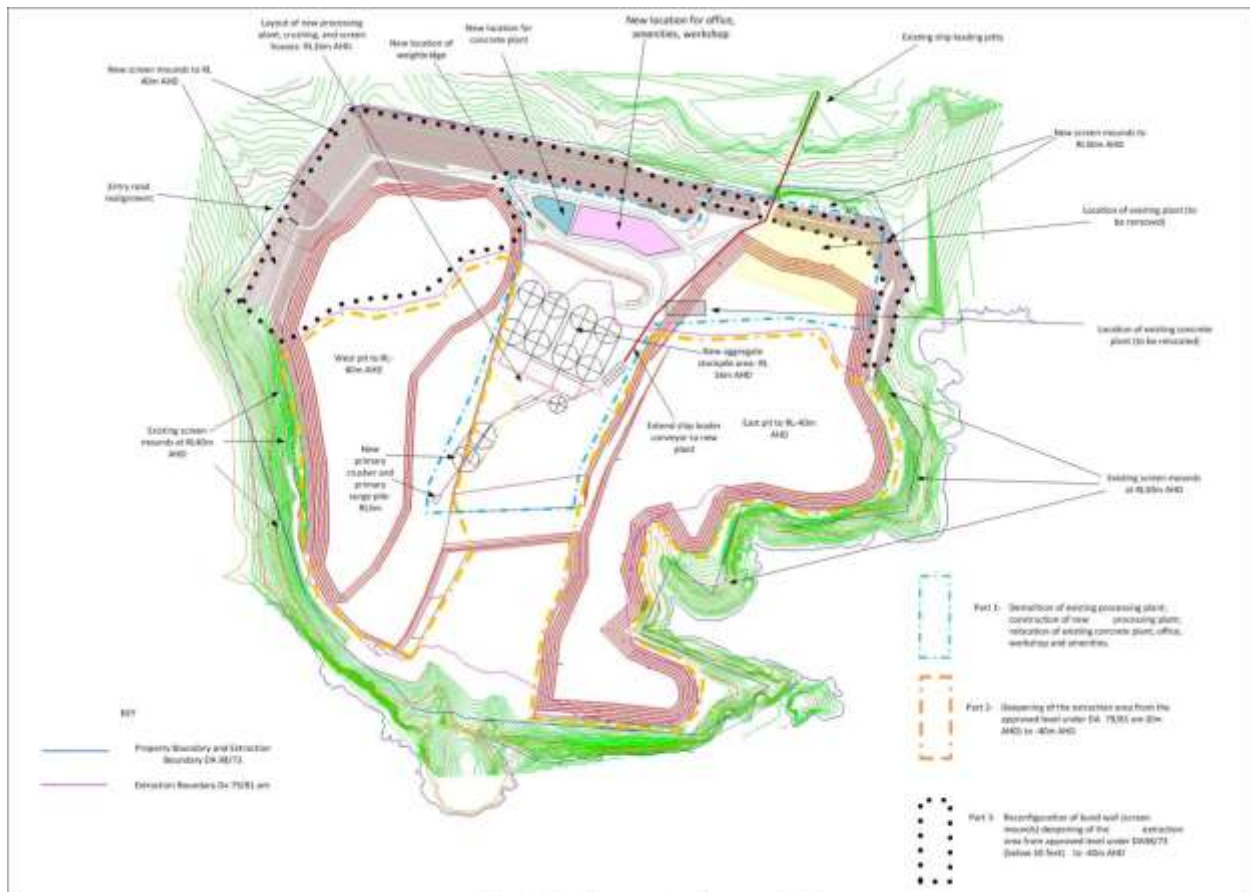 Layout of new processing
plant, crushing, and screen
houses- RL16m AHD.
New location of
weighbridge
New location for
concrete plant
New location for office,
amenities, workshop
Existing ship loading jetty
New screen mounds to RL
40m AHD
New screen mounds to
AHD
Entry road
realignment
Location of existing plant (to
be removed)
Location of existing concrete
plant (to be relocated)
West pit to RL-
40m AHD
New aggregate
stockpile area- RL
16m AHD
East pit to RL-40m
AHD
Extend ship loader
conveyor to new
plant
Existing screen
mounds at RL40m
AHD
New
primary
crusher and
primary
surge pile
Existing screen mounds
at AHD
Part 1- Demolition of existing processing plant;
construction of new processing plant;
relocation of existing concrete plant, office,
workshop and amenities.
Part 2- Deepening of the extraction area from the
approved level under DA 79/81 am
AHD) to -40m AHD
Part 3- Reconfiguration of bund wall (screen
mounds) deepening of the extraction
area from approved level under DA98/73
(below 50 feet) to -40m AHD
KEY
Property Boundary and Extraction
Boundary DA 98/73
Extraction Boundary DA 79/81 am